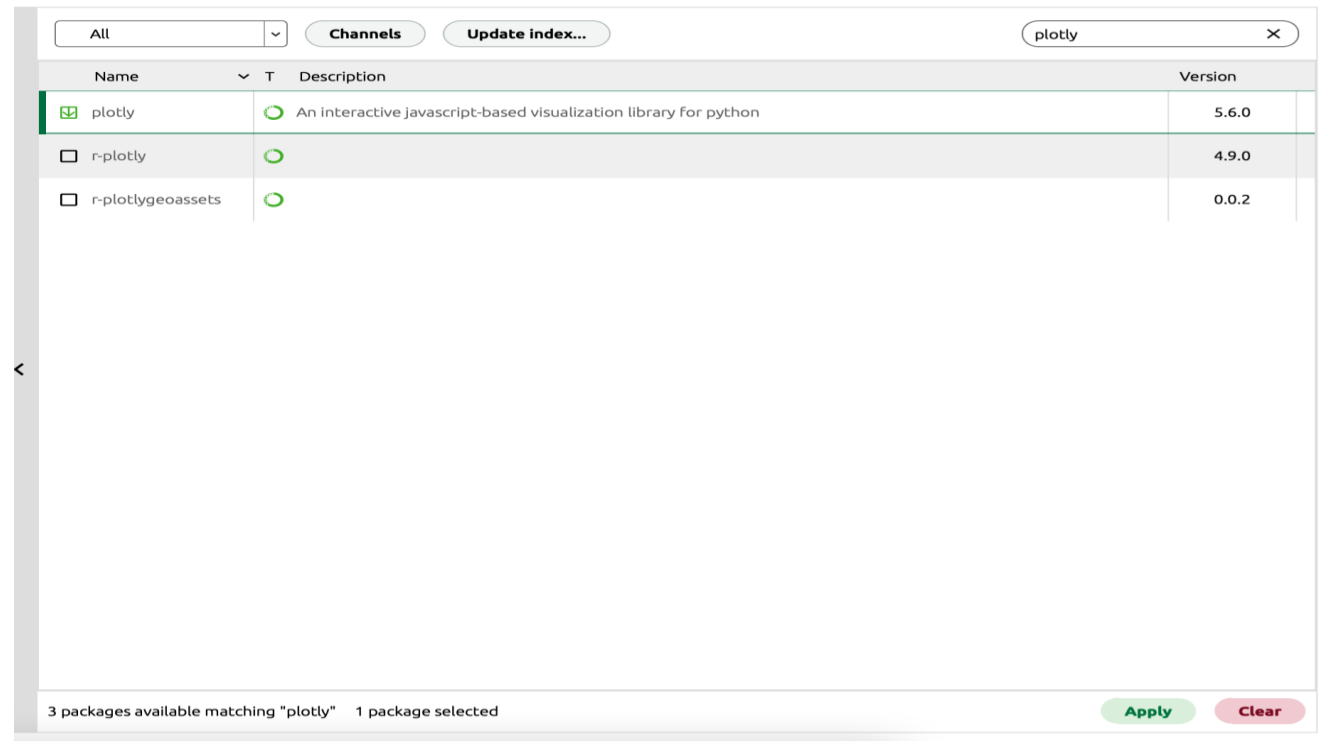 All Channels Update index... plotly
Name T Description Version
plotly An interactive javascript-based visualization library for python 5.6.0
r-plotly 4.9.0
r-plotlygeoassets 0.0.2
3 packages available matching "plotly" 1 package selected Apply Clear